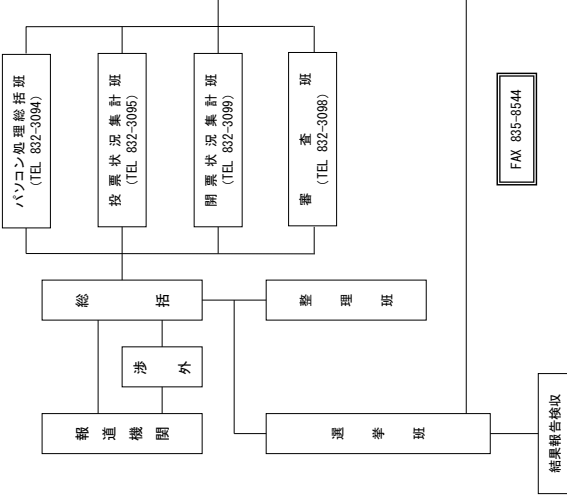 パソコン処理総括班
(TEL 832-3094)
投票状況集計班
(TEL 832-3095)
開票状況集計班
(TEL 832-3099)
審査班
(TEL 832-3098)
FAX 835-8544
総括
整理班
渉外
報道機関
選挙班
結果報告検収